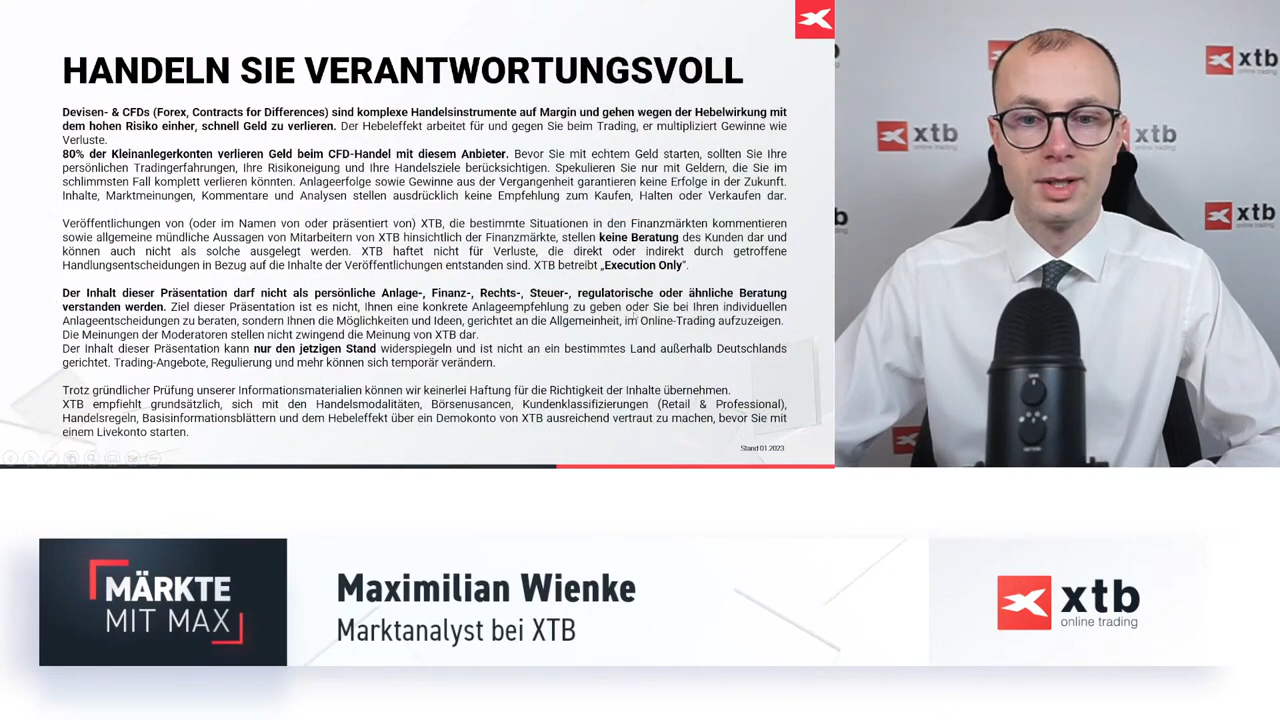 HANDELN SIE VERANTWORTUNGSVOLL
Devisen- & CFDs (Forex, Contracts for Differences) sind komplexe Handelsinstrumente auf Margin und gehen wegen der Hebelwirkung mit
dem hohen Risiko einher, schnell Geld zu verlieren. Der Hebeleffekt arbeitet für und gegen Sie beim Trading, er multipliziert Gewinne wie
Verluste.
80% der Kleinanlegerkonten verlieren Geld beim CFD-Handel mit diesem Anbieter. Bevor Sie mit echtem Geld starten, sollten Sie Ihre
persönlichen Tradingerfahrungen, Ihre Risikoneigung und Ihre Handelsziele berücksichtigen. Spekulieren Sie nur mit Geldern, die Sie im
schlimmsten Fall komplett verlieren könnten. Anlageerfolge sowie Gewinne aus der Vergangenheit garantieren keine Erfolge in der Zukunft.
Inhalte, Marktmeinungen, Kommentare und Analysen stellen ausdrücklich keine Empfehlung zum Kaufen, Halten oder Verkaufen dar.
Veröffentlichungen von (oder im Namen von oder präsentiert von) XTB, die bestimmte Situationen in den Finanzmärkten kommentieren
sowie allgemeine mündliche Aussagen von Mitarbeitern von XTB hinsichtlich der Finanzmärkte, stellen keine Beratung des Kunden dar und
können auch nicht als solche ausgelegt werden. XTB haftet nicht für Verluste, die direkt oder indirekt durch getroffene
Handlungsentscheidungen in Bezug auf die Inhalte der Veröffentlichungen entstanden sind. XTB betreibt „Execution Only".
Der Inhalt dieser Präsentation darf nicht als persönliche Anlage-, Finanz-, Rechts-, Steuer-, regulatorische oder ähnliche Beratung
verstanden werden. Ziel dieser Präsentation ist es nicht, Ihnen eine konkrete Anlageempfehlung zu geben oder Sie bei Ihren individuellen
Anlageentscheidungen zu beraten, sondern Ihnen die Möglichkeiten und Ideen, gerichtet an die Allgemeinheit, im Online-Trading aufzuzeigen.
Die Meinungen der Moderatoren stellen nicht zwingend die Meinung von XTB dar.
Der Inhalt dieser Präsentation kann nur den jetzigen Stand widerspiegeln und ist nicht an ein bestimmtes Land außerhalb Deutschlands
gerichtet. Trading-Angebote, Regulierung und mehr können sich temporär verändern.
Trotz gründlicher Prüfung unserer Informationsmaterialien können wir keinerlei Haftung für die Richtigkeit der Inhalte übernehmen.
XTB empfiehlt grundsätzlich, sich mit den Handelsmodalitäten, Börsenusancen, Kundenklassifizierungen (Retail & Professional),
Handelsregeln, Basisinformationsblättern und dem Hebeleffekt über ein Demokonto von XTB ausreichend vertraut zu machen, bevor Sie mit
einem Livekonto starten.
Stand 01.2023
xtb
online trading
xtb
online trading
xtb
online trading
MÄRKTE
MIT MAX
Maximilian Wienke
Marktanalyst bei XTB
xtb
online trading